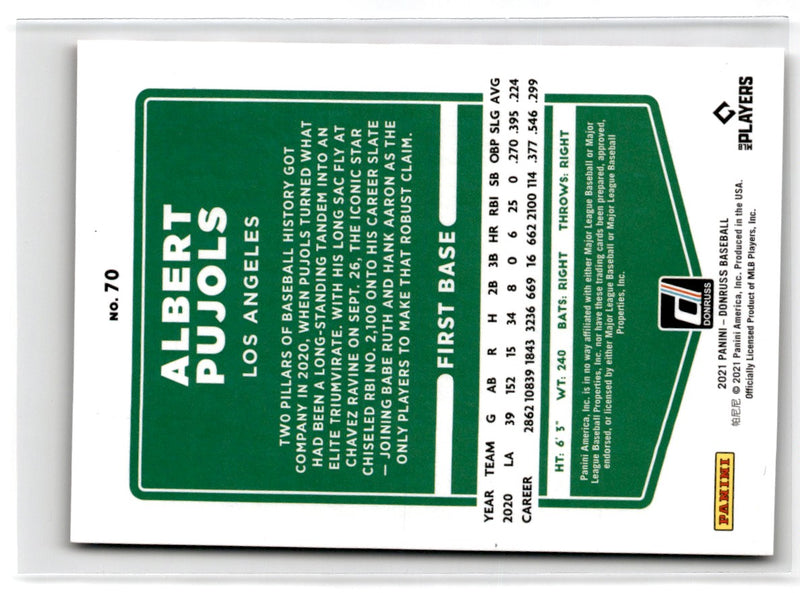 No. 70
ALBERT
PUJOLS
LOS ANGELES
TWO PILLARS OF BASEBALL HISTORY GOT
COMPANY IN 2020, WHEN PUJOLS TURNED WHAT
HAD BEEN A LONG-STANDING TANDEM INTO AN
ELITE TRIUMVIRATE. WITH HIS LONG SAC FLY AT
CHAVEZ RAVINE ON SEPT. 26, THE ICONIC STAR
CHISELED RBI NO. 2,100 ONTO HIS CAREER SLATE
— JOINING BABE RUTH AND HANK AARON AS THE
ONLY PLAYERS TO MAKE THAT ROBUST CLAIM.
FIRST BASE
YEAR TEAM G AB R H 2B 3B HR RBI SB OBP SLG AVG
2020 LA 39 152 15 34 8 0 6 25 0 .270 .395 .224
CAREER 2862 10839 1843 3236 669 16 662 2100 114 .377 .546 .299
HT: 6' 3" WT: 240 BATS: RIGHT THROWS: RIGHT
Panini America, Inc. is in no way affiliated with either Major League Baseball or Major
League Baseball Properties, Inc. nor have these trading cards been prepared, approved,
endorsed, or licensed by either Major League Baseball or Major League Baseball
Properties, Inc.
DONRUSS
2021 PANINI – DONRUSS BASEBALL
帕尼尼 © 2021 Panini America, Inc. Produced in the USA.
Officially Licensed Product of MLB Players, Inc.
PANINI
MLB PLAYERS